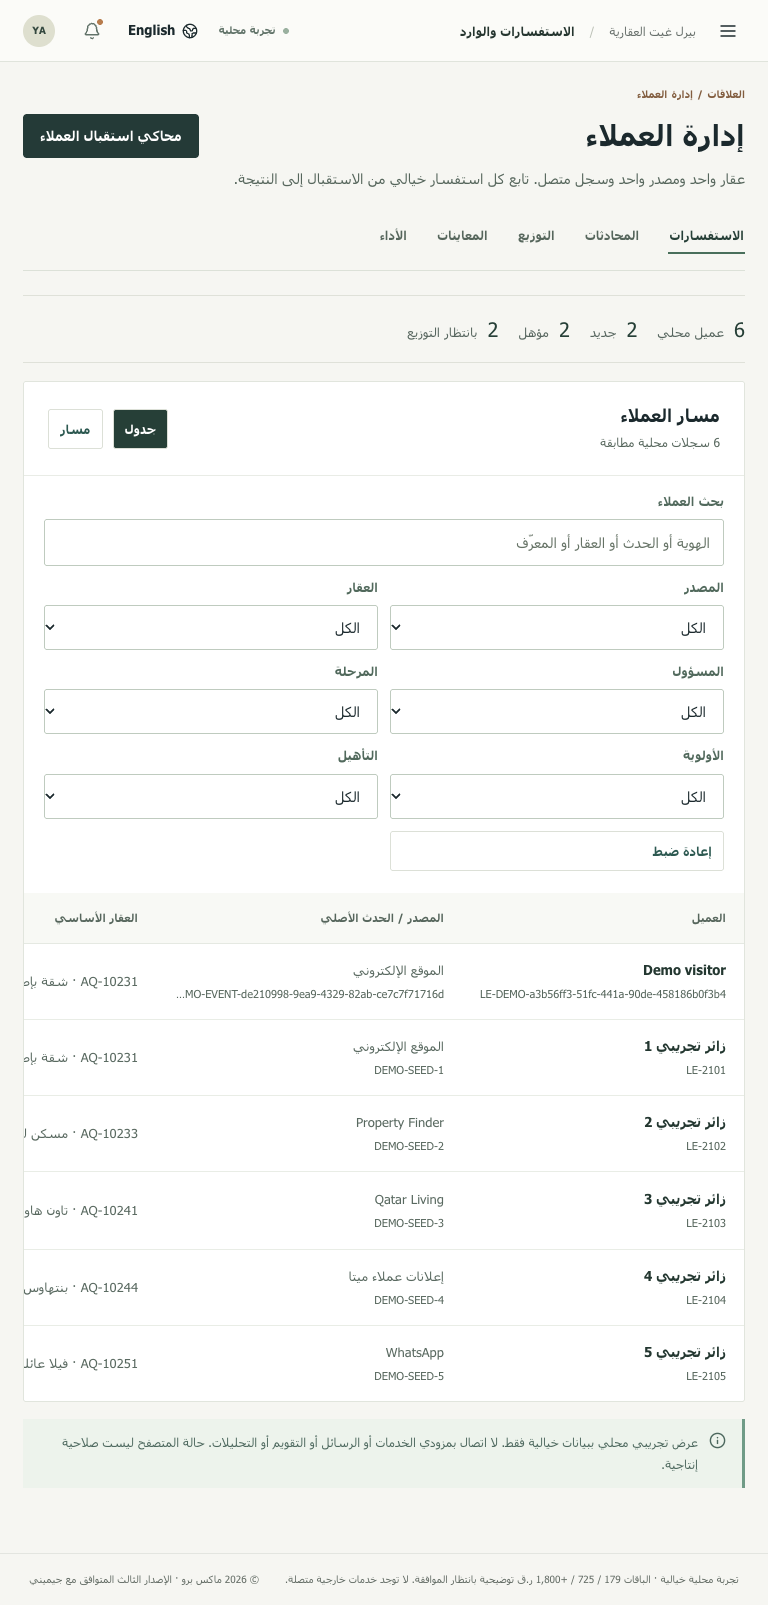 بيرل غيت العقارية / الاستفسارات والوارد
تجربة محلية
English
YA
العلاقات / إدارة العملاء
إدارة العملاء
محاكي استقبال العملاء
عقار واحد ومصدر واحد وسجل متصل. تابع كل استفسار خيالي من الاستقبال إلى النتيجة.
الاستفسارات المحادثات التوزيع المعاينات الأداء
6 عميل محلي 2 جديد 2 مؤهل 2 بانتظار التوزيع
مسار العملاء
6 سجلات محلية مطابقة
جدول مسار
بحث العملاء
الهوية أو الحدث أو العقار أو المعرّف
المصدر العقار
الكل الكل
المسؤول المرحلة
الكل الكل
الأولوية التأهيل
الكل الكل
إعادة ضبط
العميل المصدر / الحدث الأصلي العقار الأساسي
Demo visitor الموقع الإلكتروني
AQ-10231 · شقة
LE-DEMO-a3b56ff3-51fc-441a-90de-458186b0f3b4 ...MO-EVENT-de210998-9ea9-4329-82ab-ce7c7f71716d
زائر تجريبي 1 الموقع الإلكتروني
AQ-10231 · شقة
LE-2101 DEMO-SEED-1
زائر تجريبي 2 Property Finder
AQ-10233 · مسكن
LE-2102 DEMO-SEED-2
زائر تجريبي 3 Qatar Living
AQ-10241 · تاون هاو
LE-2103 DEMO-SEED-3
زائر تجريبي 4 إعلانات عملاء ميتا
AQ-10244 · بنتهاوس
LE-2104 DEMO-SEED-4
زائر تجريبي 5 WhatsApp
AQ-10251 · فيلا عائل
LE-2105 DEMO-SEED-5
عرض تجريبي محلي ببيانات خيالية فقط. لا اتصال بمزودي الخدمات أو الرسائل أو التقويم أو التحليلات. حالة المتصفح ليست صلاحية
إنتاجية.
تجربة محلية خيالية · الباقات 179 / 725 / +1,800 ر.ق توضيحية بانتظار الموافقة. لا توجد خدمات خارجية متصلة.
© 2026 ماكس برو · الإصدار الثالث المتوافق مع جيميني